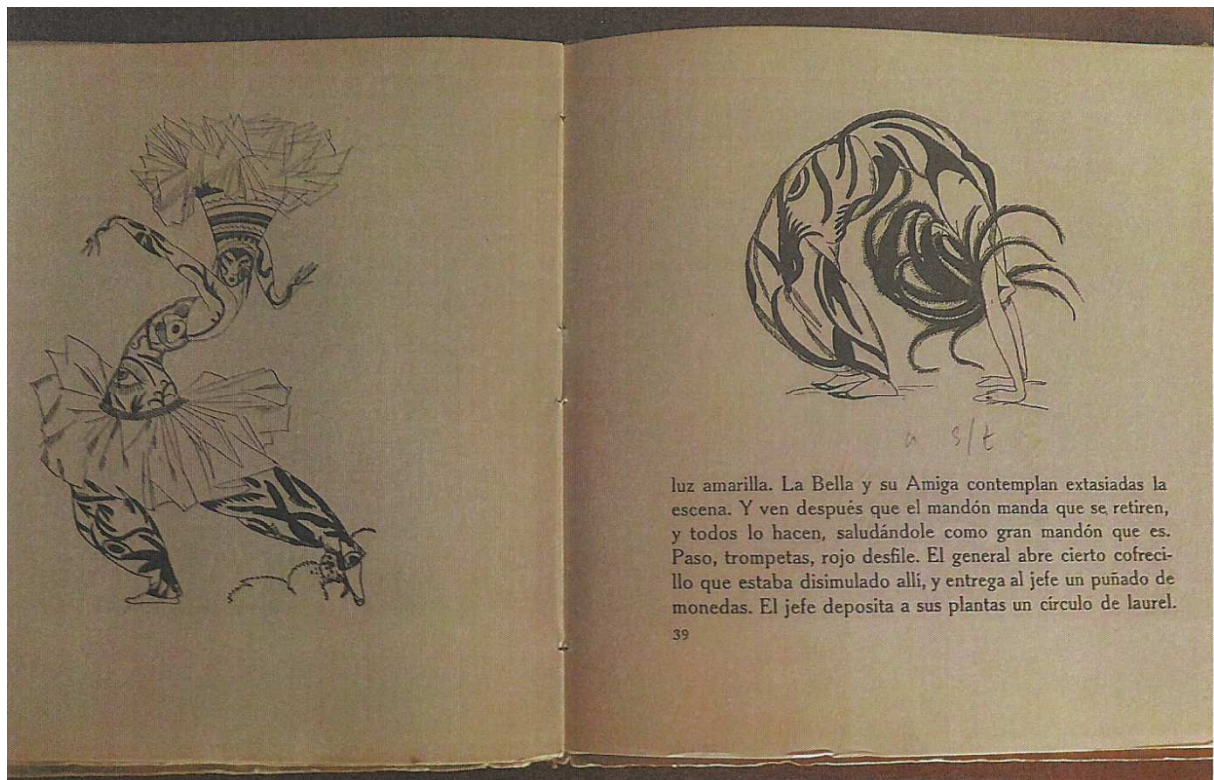 s/t
luz amarilla. La Bella y su Amiga contemplan extasiadas la
escena. Y ven después que el mandón manda que se retiren,
y todos lo hacen, saludándole como gran mandón que es.
Paso, trompetas, rojo desfile. El general abre cierto cofreci-
llo que estaba disimulado allí, y entrega al jefe un puñado de
monedas. El jefe deposita a sus plantas un círculo de laurel.
39